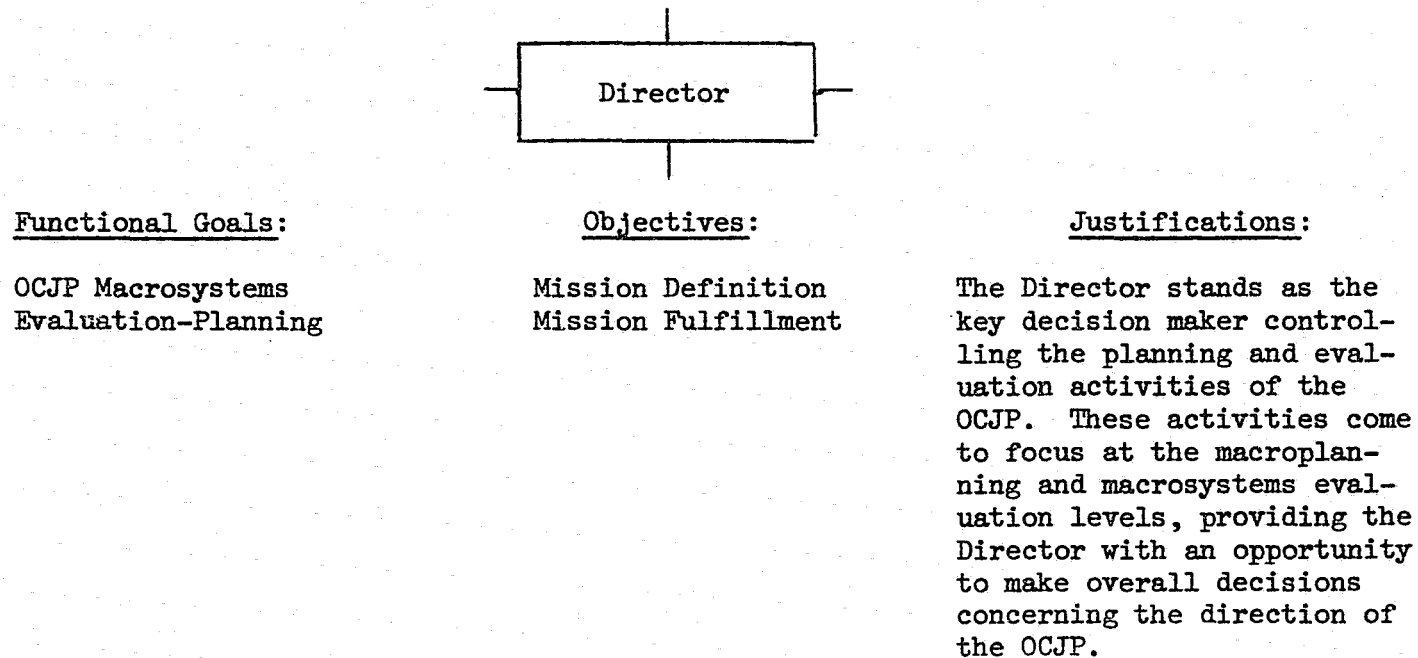 Director
Functional Goals:
OCJP Macrosystems
Evaluation-Planning
Objectives:
Mission Definition
Mission Fulfillment
Justifications:
The Director stands as the
key decision maker control-
ling the planning and eval-
uation activities of the
OCJP. These activities come
to focus at the macroplan-
ning and macrosystems eval-
uation levels, providing the
Director with an opportunity
to make overall decisions
concerning the direction of
the OCJP.